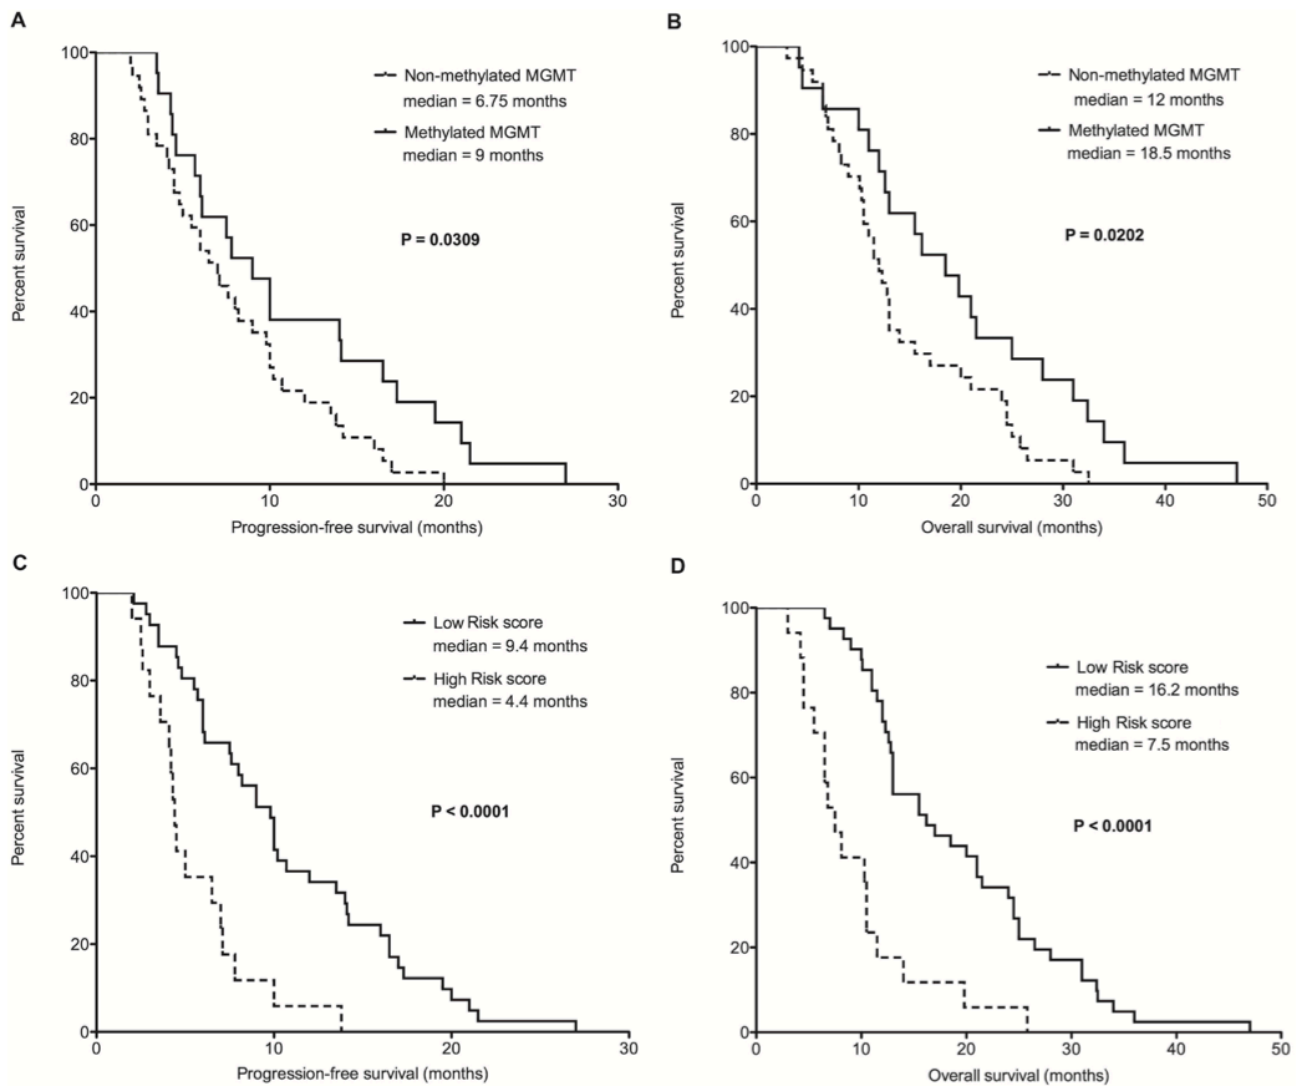 A
100
80
60
40
20
0
0 10 20 30
Percent survival
Progression-free survival (months)
Non-methylated MGMT
median = 6.75 months
Methylated MGMT
median = 9 months
P = 0.0309
B
100
80
60
40
20
0
0 10 20 30 40 50
Percent survival
Overall survival (months)
Non-methylated MGMT
median = 12 months
Methylated MGMT
median = 18.5 months
P = 0.0202
C
100
80
60
40
20
0
0 10 20 30
Percent survival
Progression-free survival (months)
Low Risk score
median = 9.4 months
High Risk score
median = 4.4 months
P < 0.0001
D
100
80
60
40
20
0
0 10 20 30 40 50
Percent survival
Overall survival (months)
Low Risk score
median = 16.2 months
High Risk score
median = 7.5 months
P < 0.0001